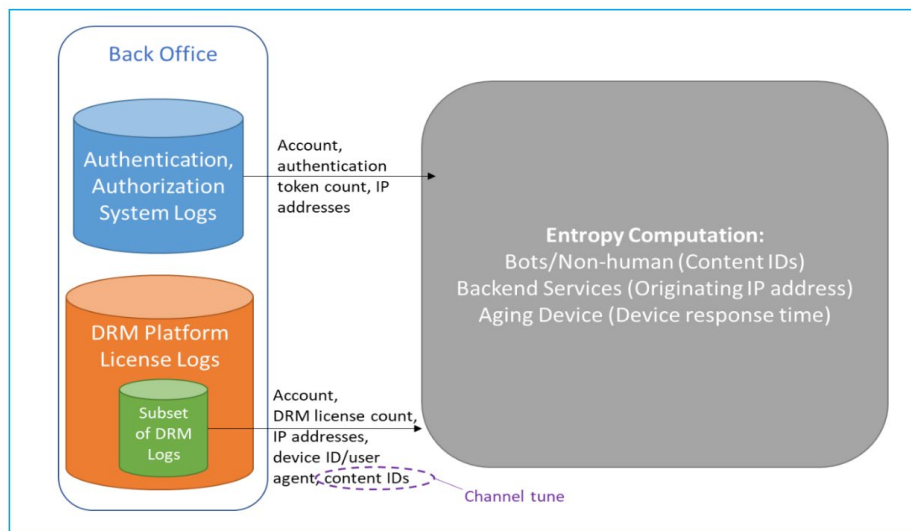 Back Office
Authentication,
Authorization
System Logs
Account,
authentication
token count, IP
addresses
DRM Platform
License Logs
Subset
of DRM
Logs
Account,
DRM license count,
IP addresses,
device ID/user
agent, content IDs
Channel tune
Entropy Computation:
Bots/Non-human (Content IDs)
Backend Services (Originating IP address)
Aging Device (Device response time)